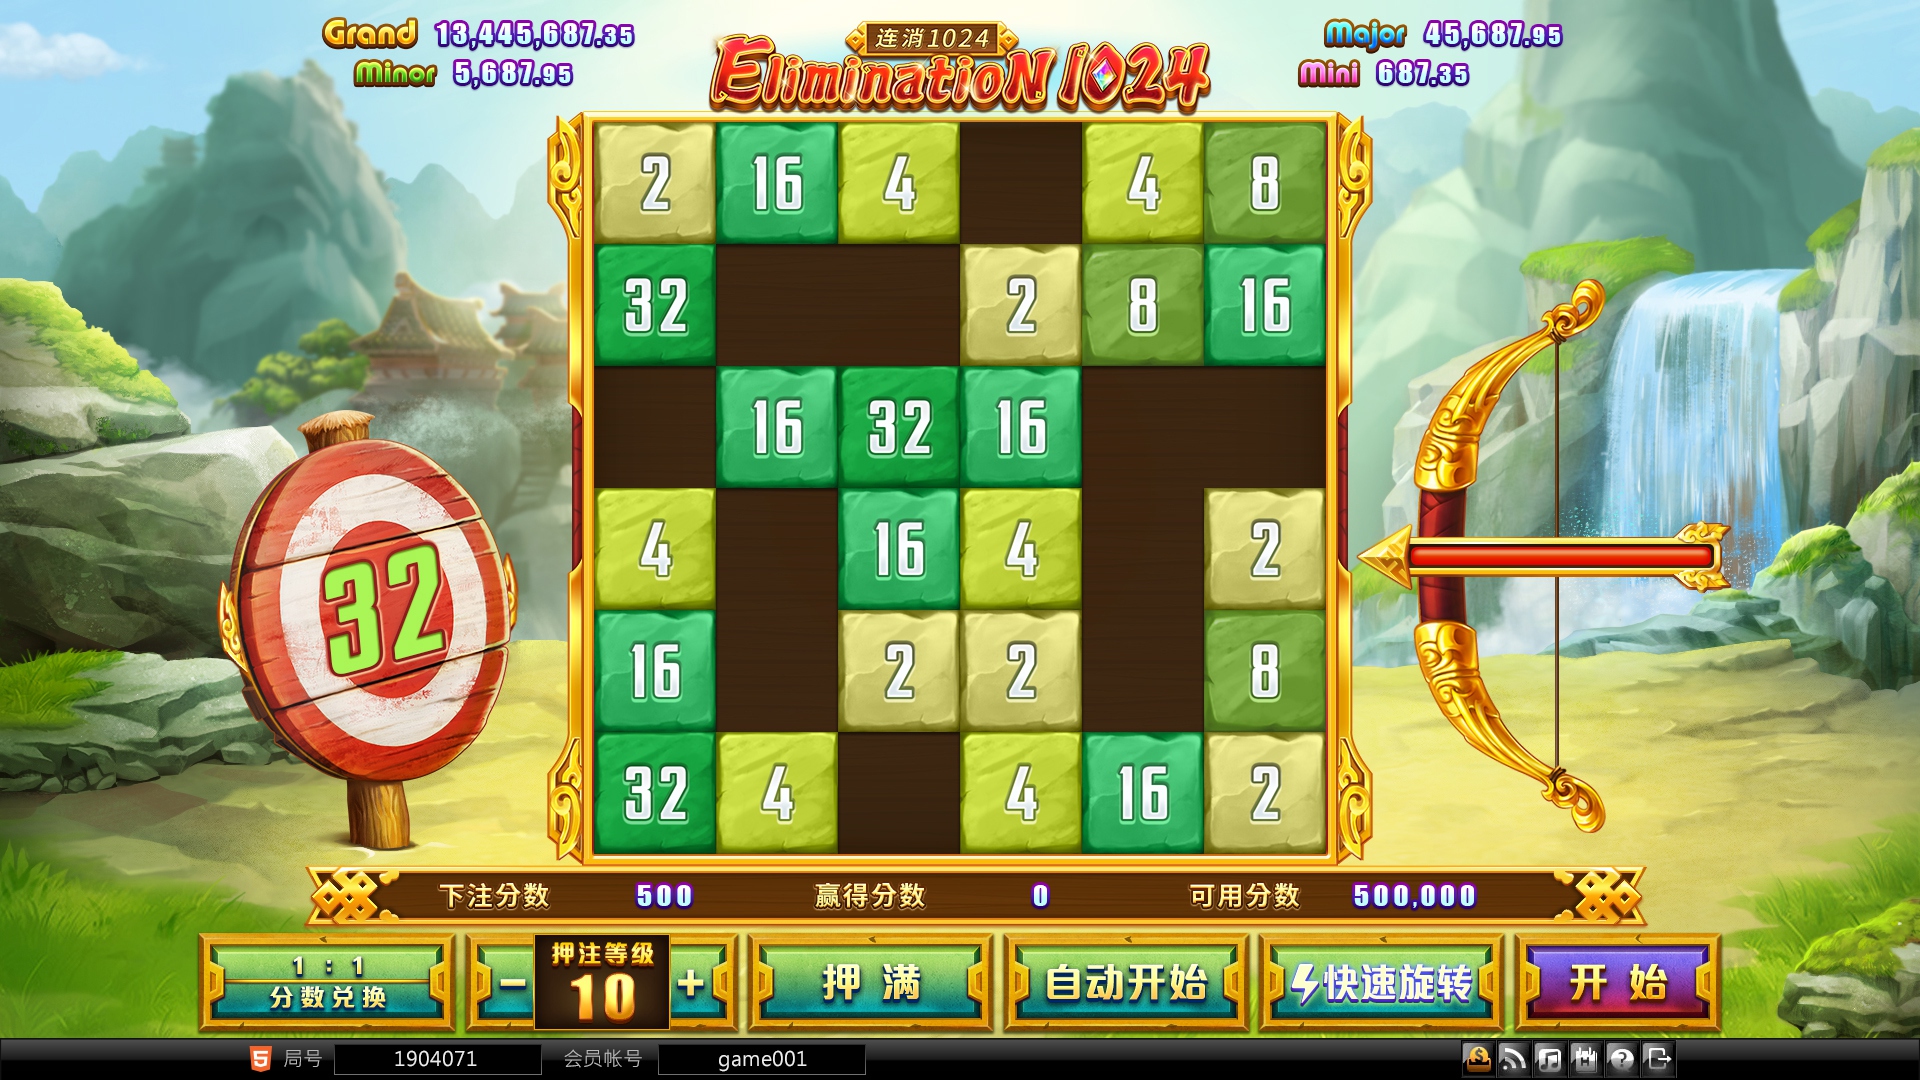 Grand 13,445,687.35
Minor 5,687.95
连消1024
Elimination 1024
Major 45,687.95
Mini 687.35
2 16 4 4 8
32 2 8 16
16 32 16
4 16 4 2
16 2 2 8
32 4 4 16 2
32
下注分数 500 赢得分数 0 可用分数 500,000
1 : 1
分数兑换
-
押注等级
10
+
押 满
自动开始
快速旋转
开 始
5 局号 1904071 会员帐号 game001